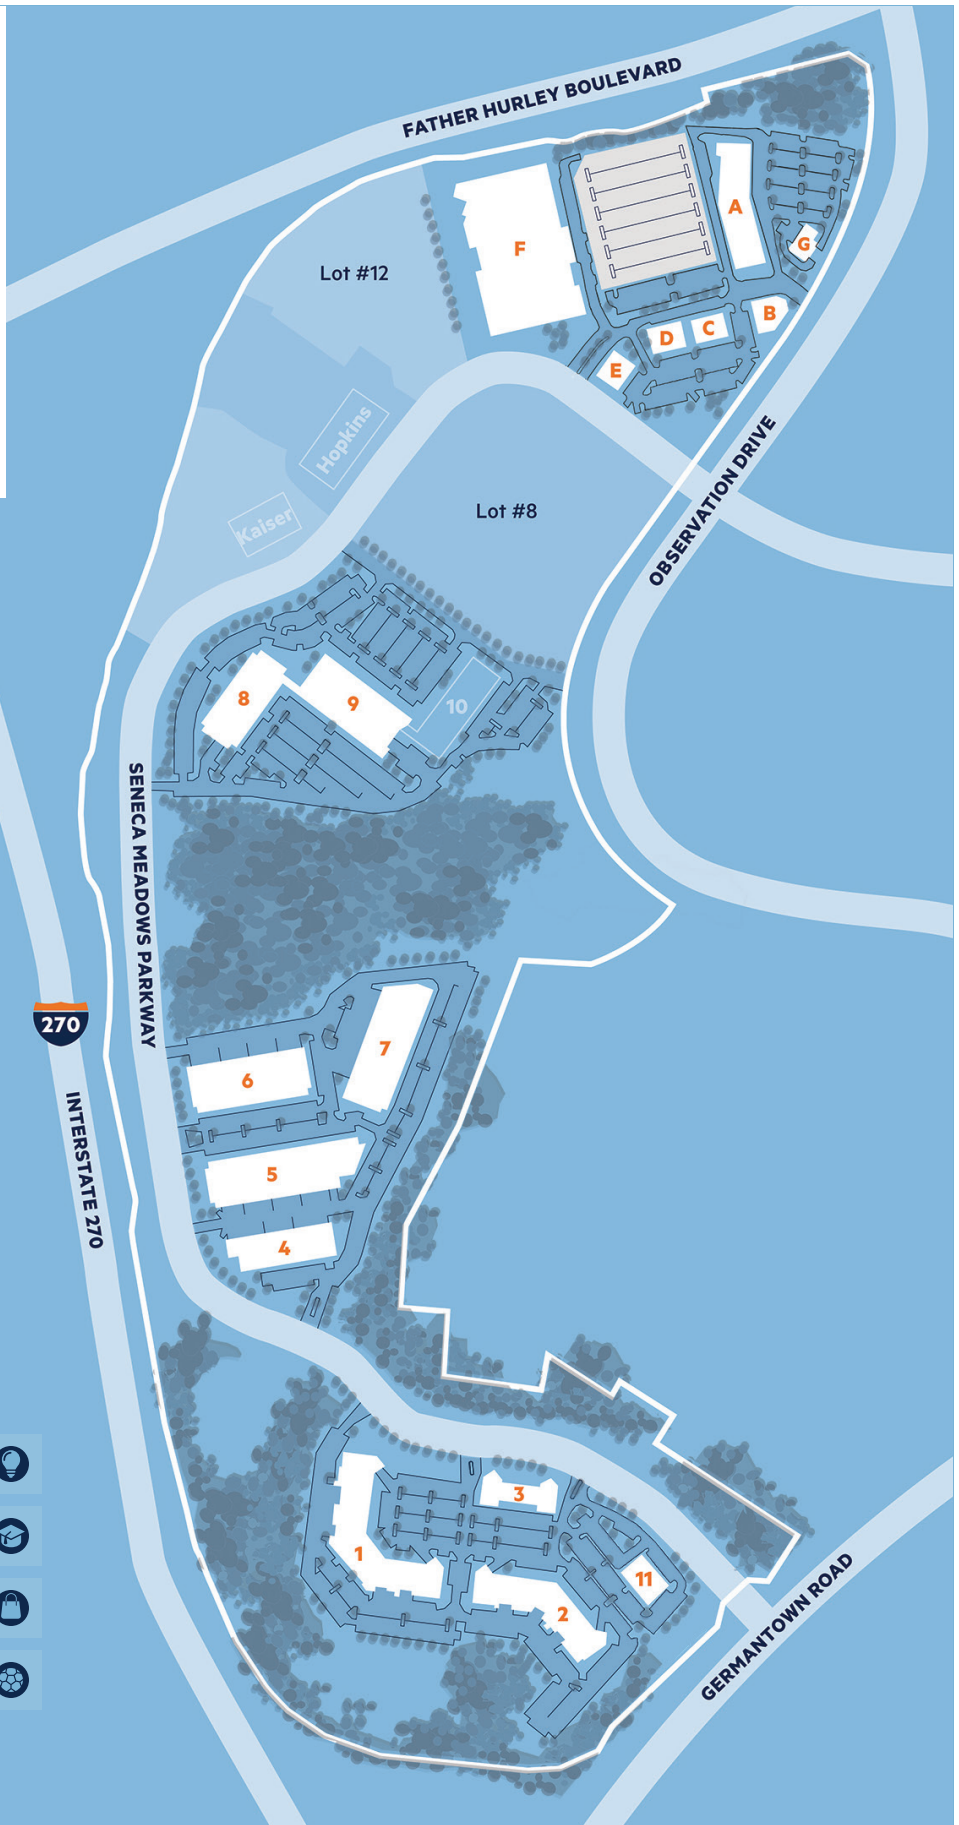 FATHER HURLEY BOULEVARD
A
F
G
Lot #12
B
C
D
E
Hopkins
OBSERVATION DRIVE
Lot #8
Kaiser
8
9
10
SENECA MEADOWS PARKWAY
270
7
6
INTERSTATE 270
5
4
3
1
11
2
GERMANTOWN ROAD